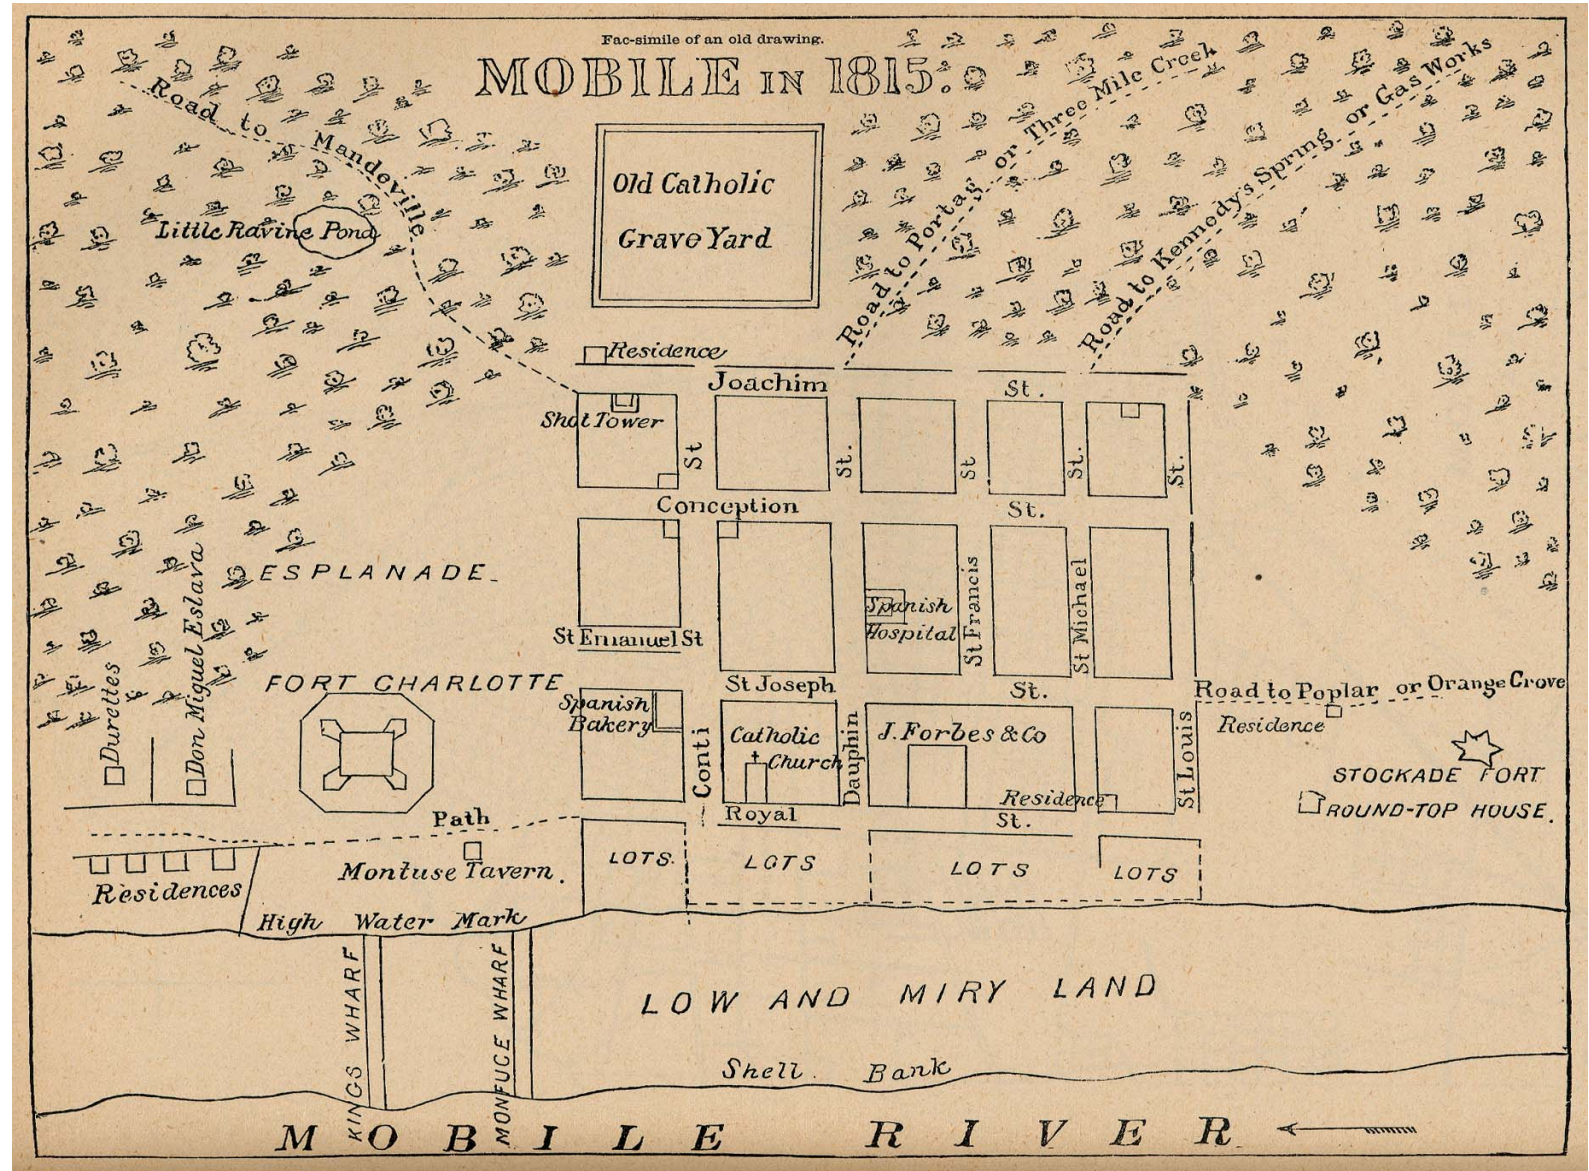 Fac-simile of an old drawing.
MOBILE IN 1815.
Road to Mandeville
Little Ravine Pond
Old Catholic
Grave Yard
Road to Portag or Three Mile Creek
Road to Kennedys Spring or Gas Works
Residence
Joachim St.
Shot Tower
St
St.
St
St.
St.
Conception St.
ESPLANADE
St Emanuel St
Spanish
Hospital
St Francis
St Michael
Durettes
Don Miguel Eslava
FORT CHARLOTTE
St Joseph St.
Road to Poplar or Orange Grove
Residence
Spanish
Bakery
Conti
Catholic
Church
Dauphin
J. Forbes & Co
Residence
St Louis
STOCKADE FORT
ROUND-TOP HOUSE.
Path
Royal St.
LOTS.
LOTS
LOTS
LOTS
Montuse Tavern.
Residences
High Water Mark
KINGS WHARF
MONFUCE WHARF
LOW AND MIRY LAND
Shell Bank
MOBILE RIVER